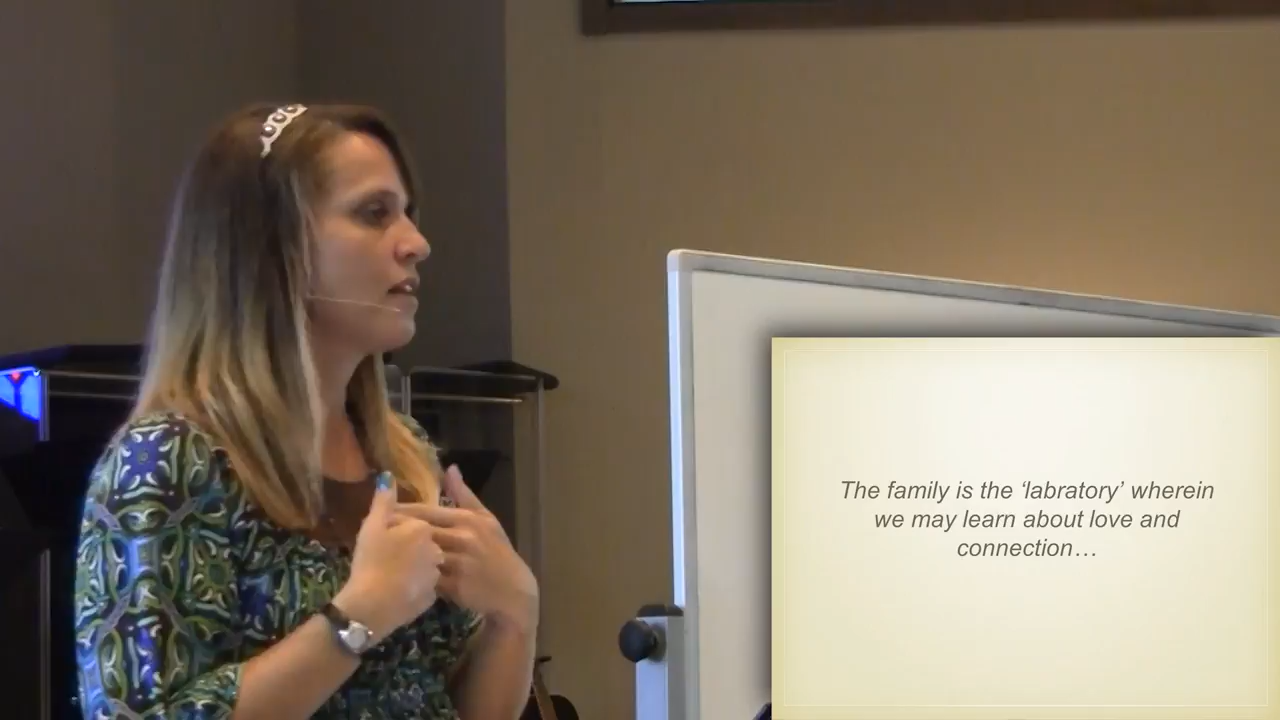 The family is the ‘labratory’ wherein
we may learn about love and
connection…